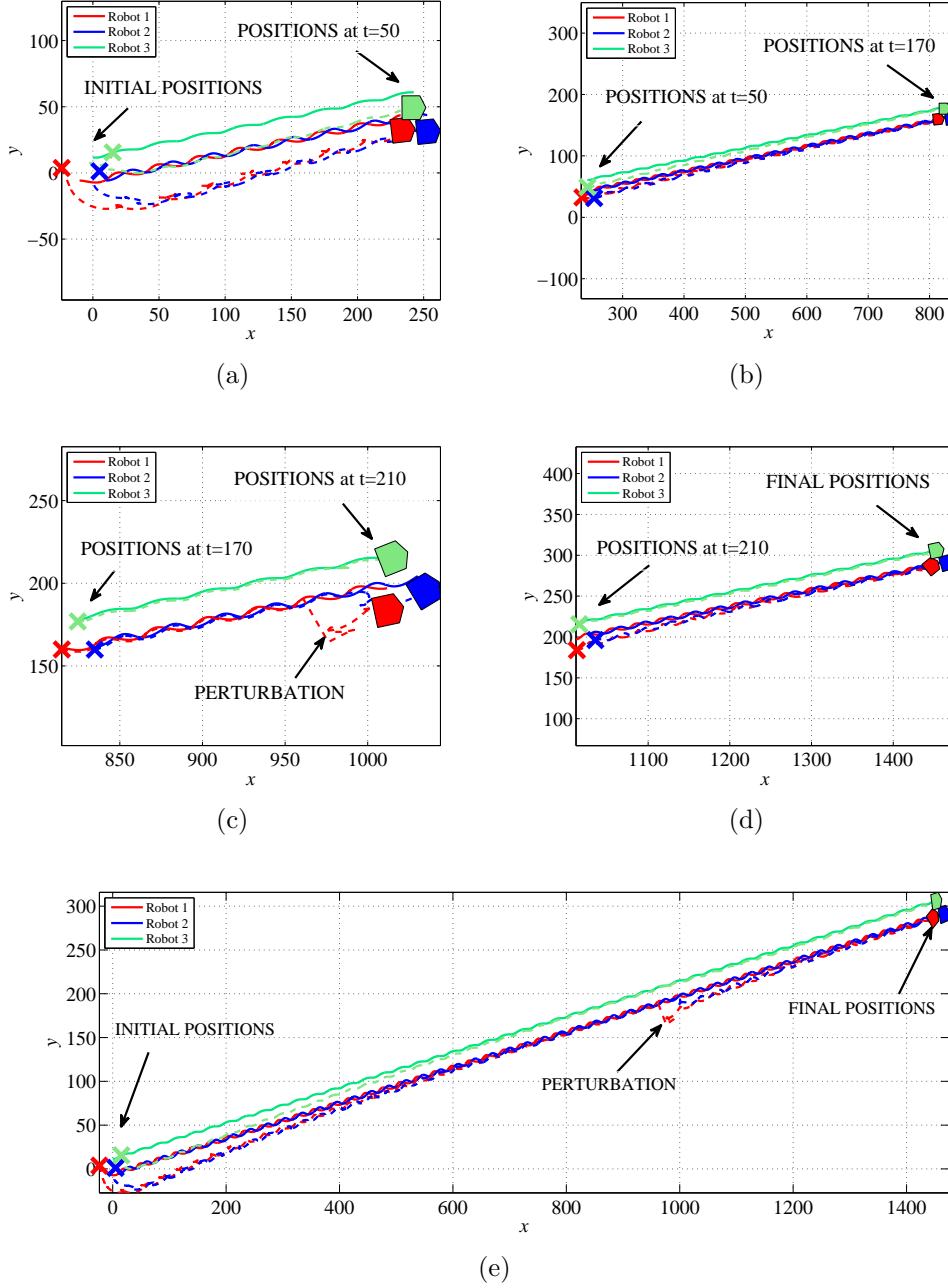 Robot 1
Robot 2
Robot 3
POSITIONS at t=50
INITIAL POSITIONS
100
50
0
−50
y
0 50 100 150 200 250
x
(a)
Robot 1
Robot 2
Robot 3
POSITIONS at t=170
POSITIONS at t=50
300
200
100
0
−100
y
300 400 500 600 700 800
x
(b)
Robot 1
Robot 2
Robot 3
POSITIONS at t=210
POSITIONS at t=170
PERTURBATION
250
200
150
y
850 900 950 1000
x
(c)
Robot 1
Robot 2
Robot 3
FINAL POSITIONS
POSITIONS at t=210
400
300
200
100
y
1100 1200 1300 1400
x
(d)
Robot 1
Robot 2
Robot 3
INITIAL POSITIONS
FINAL POSITIONS
PERTURBATION
300
250
200
150
100
50
0
y
0 200 400 600 800 1000 1200 1400
x
(e)